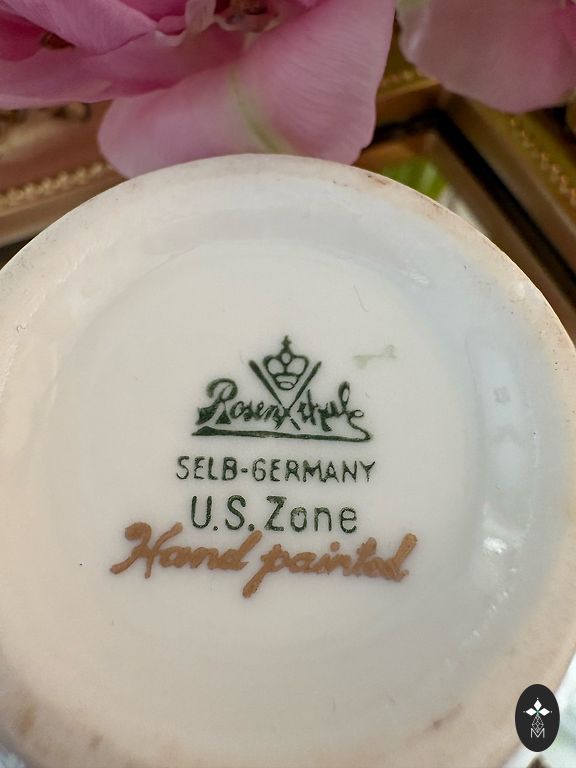 Rosenthal
SELB-GERMANY
U.S. Zone
Hand painted
M